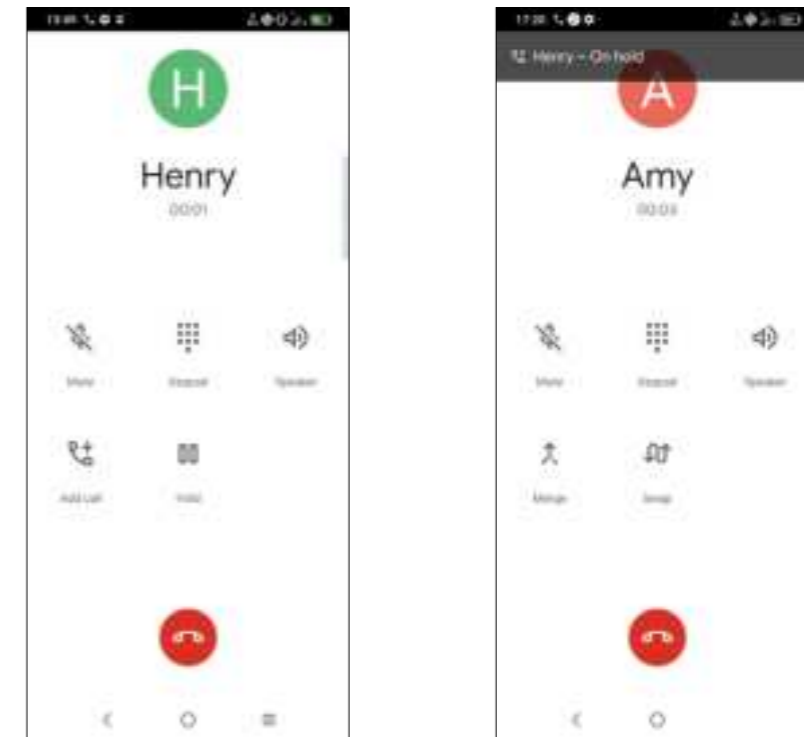 H
Henry
00:01
Mute
Keypad
Speaker
Add call
Hold
Henry – On hold
A
Amy
00:03
Mute
Keypad
Speaker
Merge
Swap